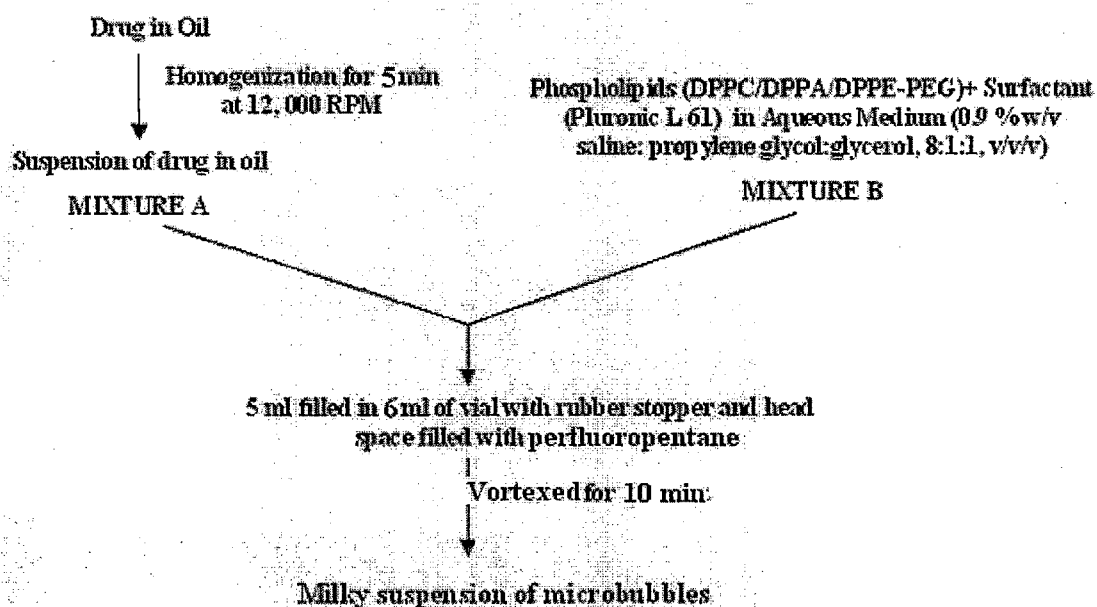 Drug in Oil
Homogenization for 5 min
at 12, 000 RPM
Suspension of drug in oil
MIXTURE A
Phospholipids (DPPC/DPPA/DPPE-PEG)+ Surfactant
(Pluronic L 61) in Aqueous Medium (0.9 % w/v
saline: propylene glycol:glycerol, 8:1:1, v/v/v)
MIXTURE B
5 ml filled in 6 ml of vial with rubber stopper and head
space filled with perfluoropentane
Vortexed for 10 min:
Milky suspension of microbubbles